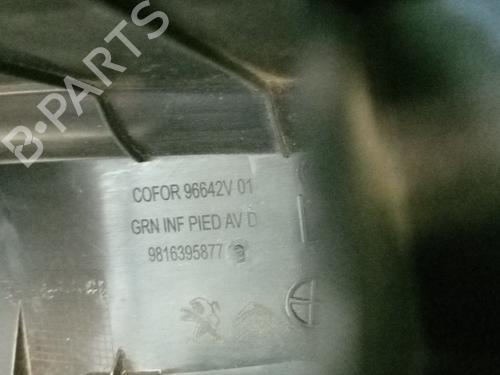 B-PARTS
COFOR 96642V 01
GRN INF PIED AV D
9816395877